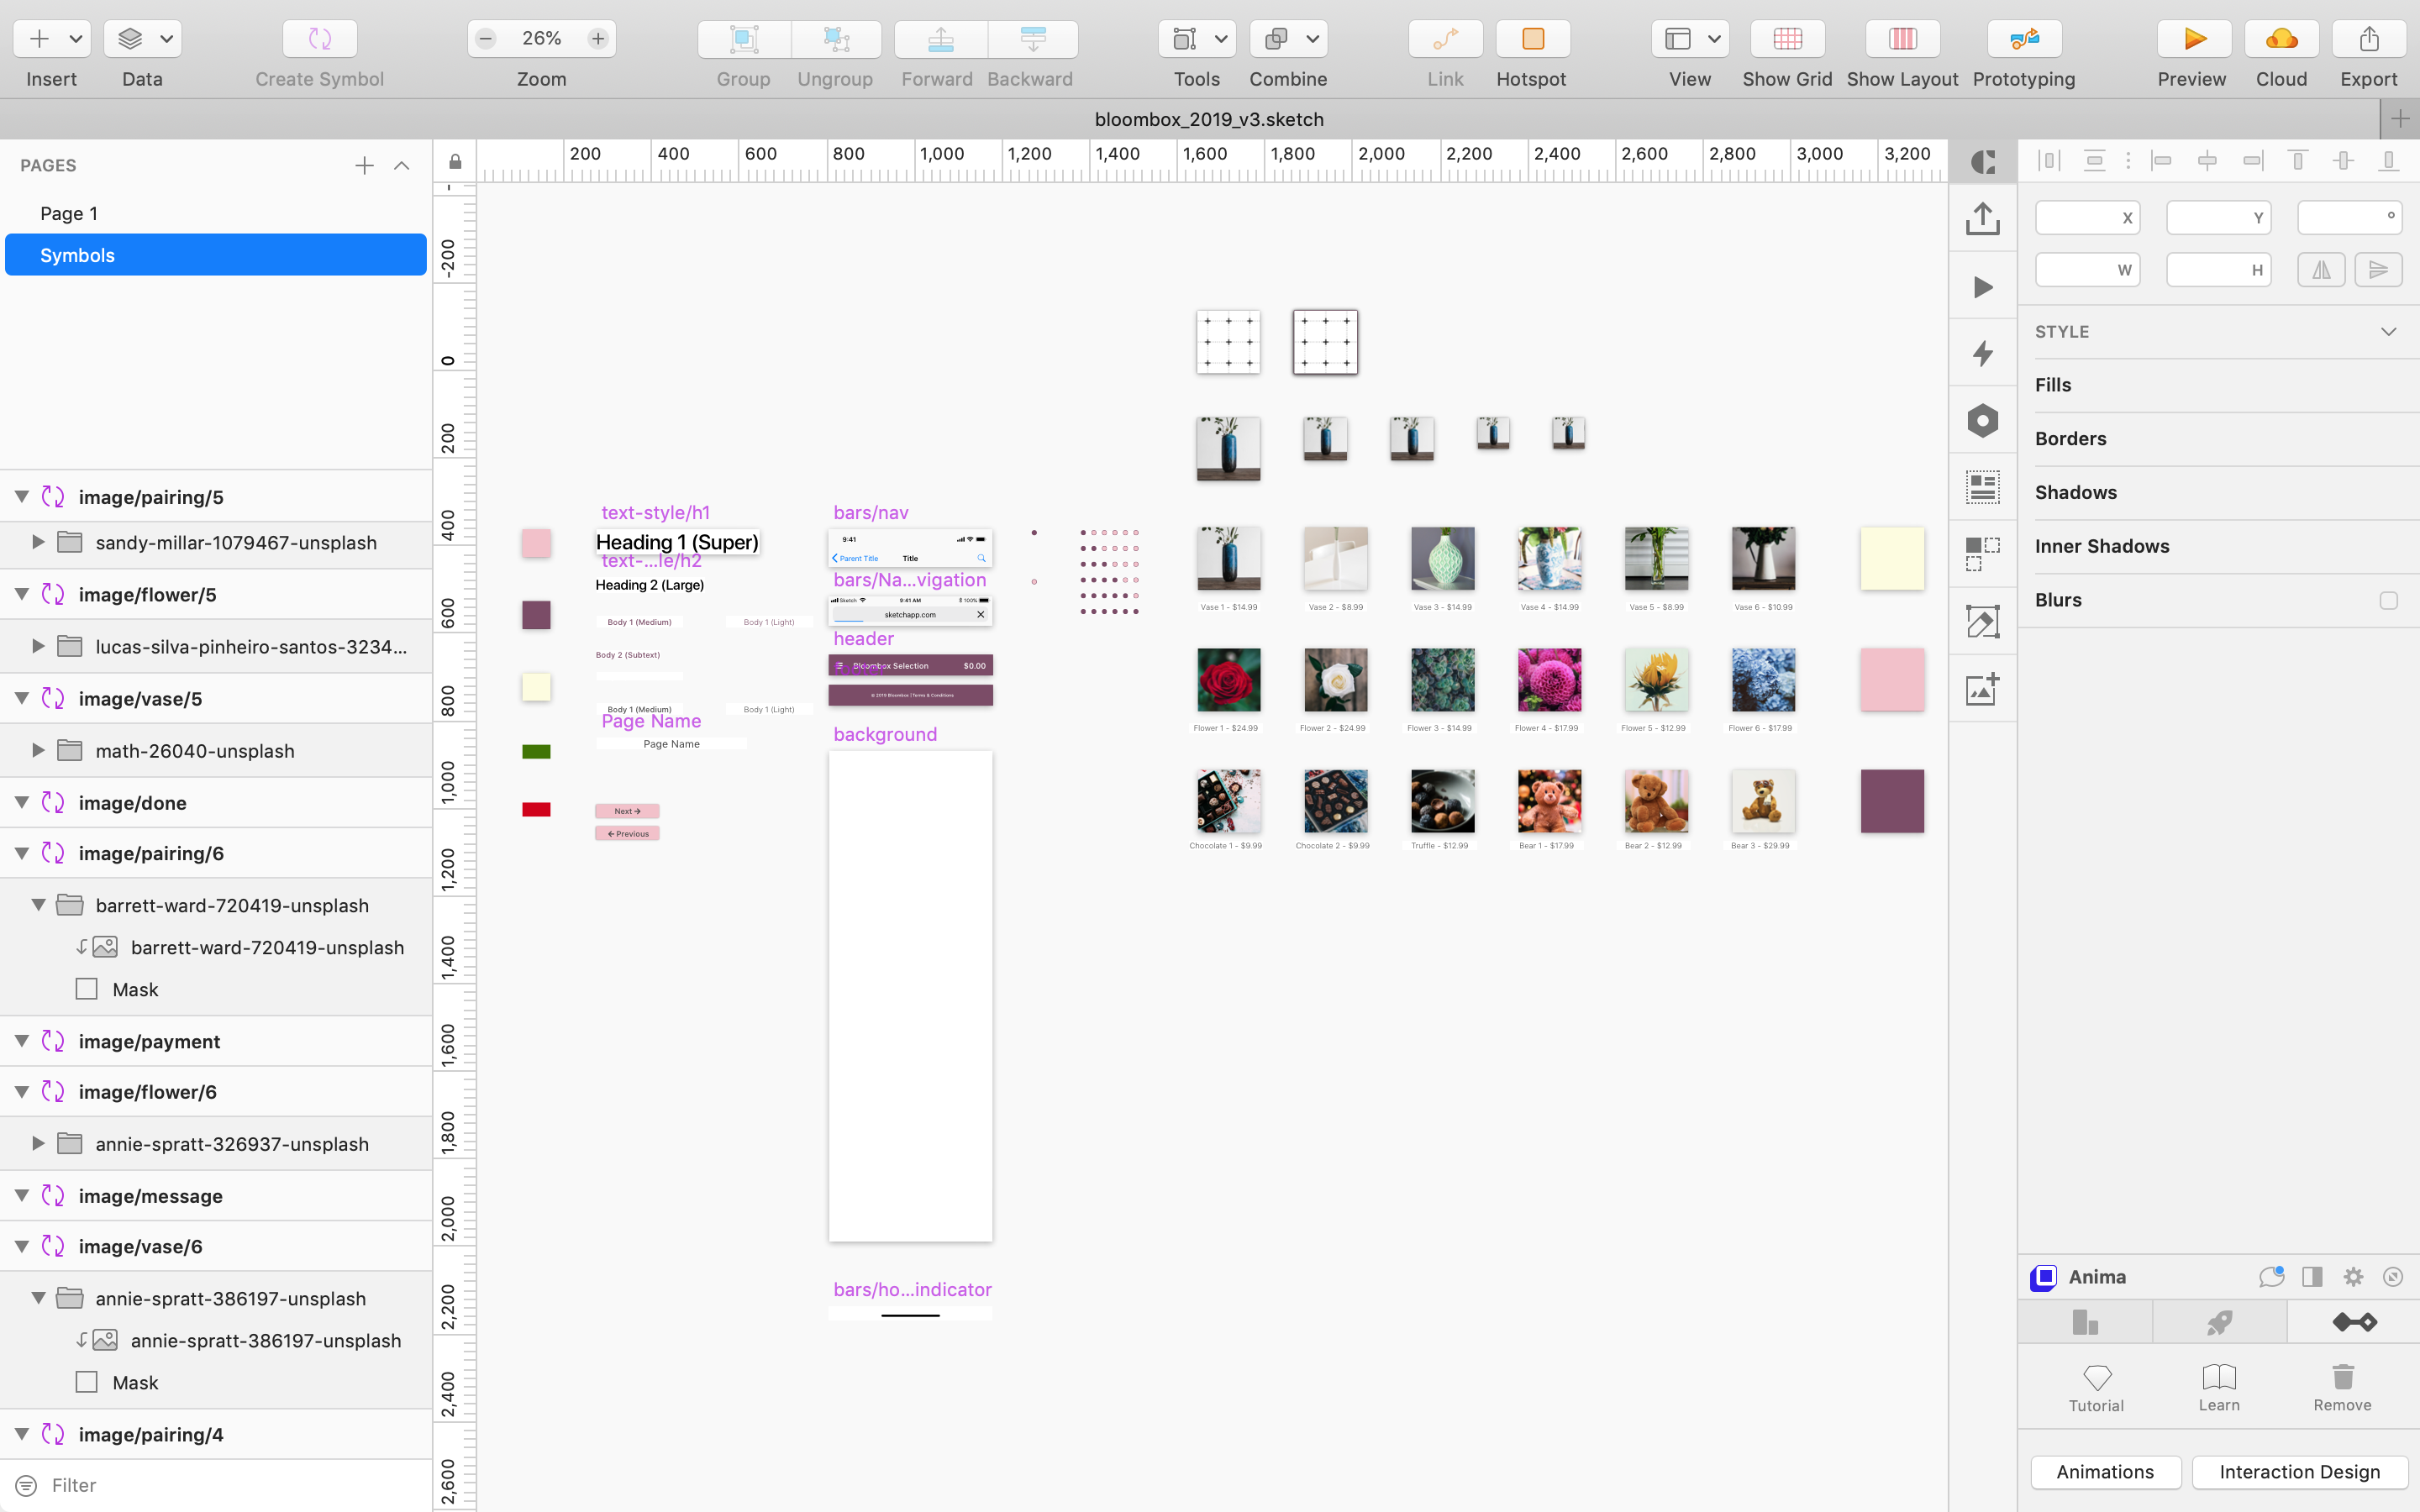 26%
Insert Data Create Symbol Zoom Group Ungroup Forward Backward Tools Combine Link Hotspot View Show Grid Show Layout Prototyping Preview Cloud Export
bloombox_2019_v3.sketch
PAGES
Page 1
Symbols
image/pairing/5
sandy-millar-1079467-unsplash
image/flower/5
lucas-silva-pinheiro-santos-3234...
image/vase/5
math-26040-unsplash
image/done
image/pairing/6
barrett-ward-720419-unsplash
barrett-ward-720419-unsplash
Mask
image/payment
image/flower/6
annie-spratt-326937-unsplash
image/message
image/vase/6
annie-spratt-386197-unsplash
annie-spratt-386197-unsplash
Mask
image/pairing/4
Filter
200 400 600 800 1,000 1,200 1,400 1,600 1,800 2,000 2,200 2,400 2,600 2,800 3,000 3,200
-200
0
200
400
600
800
1,000
1,200
1,400
1,600
1,800
2,000
2,200
2,400
2,600
text-style/h1
Heading 1 (Super)
text-...le/h2
Heading 2 (Large)
Body 1 (Medium) Body 1 (Light)
Body 2 (Subtext)
Body 1 (Medium) Body 1 (Light)
Page Name
Page Name
Next →
← Previous
bars/nav
9:41
Parent Title Title
bars/Na...vigation
Sketch 9:41 AM 100%
sketchapp.com
header
Bloombox Selection $0.00
© 2019 Bloombox | Terms & Conditions
background
bars/ho...indicator
Vase 1 - $14.99 Vase 2 - $8.99 Vase 3 - $14.99 Vase 4 - $14.99 Vase 5 - $8.99 Vase 6 - $10.99
Flower 1 - $24.99 Flower 2 - $24.99 Flower 3 - $14.99 Flower 4 - $17.99 Flower 5 - $12.99 Flower 6 - $17.99
Chocolate 1 - $9.99 Chocolate 2 - $9.99 Truffle - $12.99 Bear 1 - $17.99 Bear 2 - $12.99 Bear 3 - $29.99
X Y °
W H
STYLE
Fills
Borders
Shadows
Inner Shadows
Blurs
Anima
Tutorial Learn Remove
Animations Interaction Design